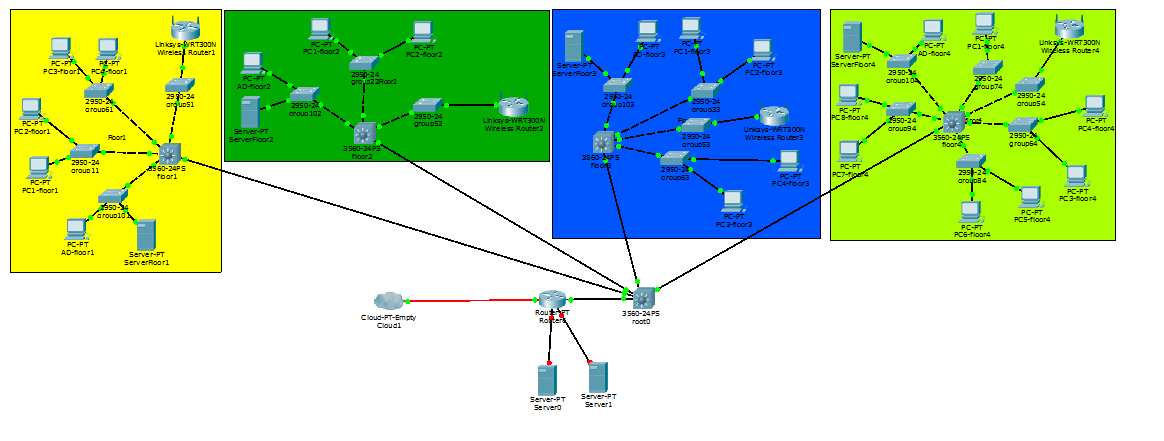 Linksys-WRT300N
Wireless Router1
PC-PT
PC3-floor1
PC-PT
PC4-floor1
2950-24
group61
2950-24
group51
PC-PT
PC2-floor1
Floor1
2950-24
group11
3560-24PS
floor1
PC-PT
PC1-floor1
2950-24
group101
PC-PT
AD-floor1
Server-PT
ServerFloor1
PC-PT
PC1-floor2
PC-PT
PC2-floor2
PC-PT
AD-floor2
2950-24
2950-24
group102
Server-PT
ServerFloor2
2950-24
group52
Linksys-WRT300N
Wireless Router2
3560-24PS
floor2
Server-PT
ServerFloor3
PC-PT
AD-floor3
PC-PT
PC1-floor3
PC-PT
PC2-floor3
2950-24
group103
2950-24
group33
Linksys-WRT300N
Wireless Router3
2950-24
group53
3560-24PS
2950-24
group63
PC-PT
PC4-floor3
PC-PT
PC3-floor3
Server-PT
ServerFloor4
PC-PT
AD-floor4
PC-PT
PC1-floor4
Linksys-WRT300N
Wireless Router4
2950-24
group104
2950-24
group74
2950-24
group54
PC-PT
PC8-floor4
2950-24
group94
3560-24PS
floor4
2950-24
group64
PC-PT
PC4-floor4
PC-PT
PC7-floor4
2950-24
group84
PC-PT
PC3-floor4
PC-PT
PC6-floor4
PC-PT
PC5-floor4
Cloud-PT-Empty
Cloud1
Router-PT
3560-24PS
root0
Server-PT
Server0
Server-PT
Server1